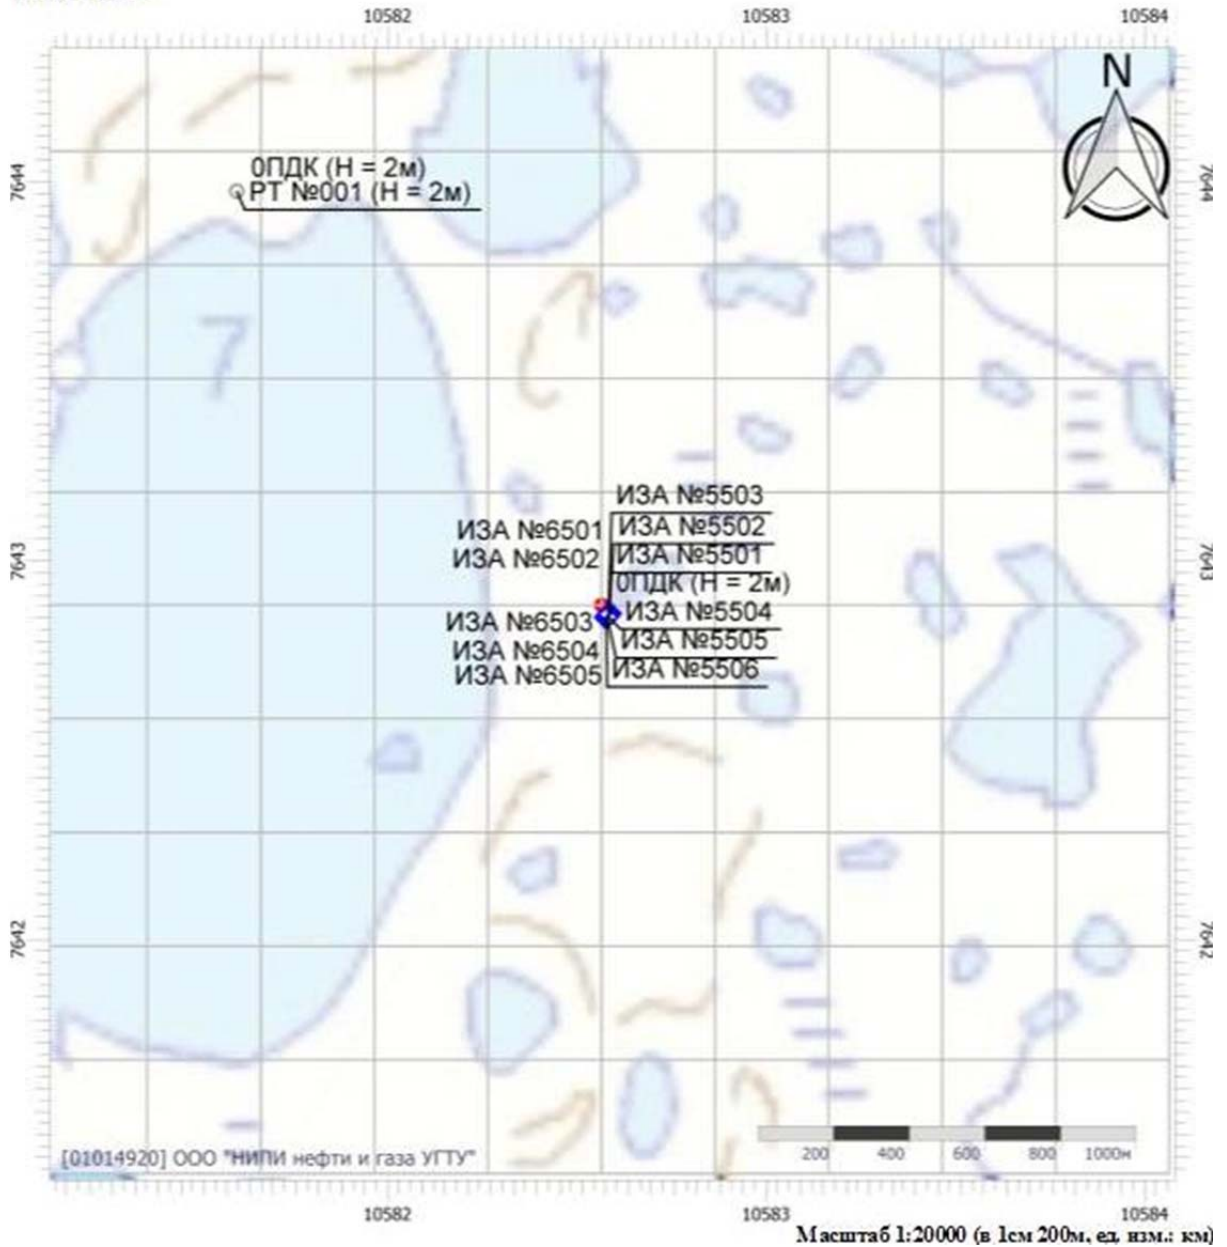 10582 10583 10584
N
7644 7644
0ПДК (Н = 2м)
РТ №001 (Н = 2м)
ИЗА №5503
ИЗА №6501 ИЗА №5502
ИЗА №6502 ИЗА №5501
7643 7643
0ПДК (Н = 2м)
ИЗА №6503 ИЗА №5504
ИЗА №6504 ИЗА №5505
ИЗА №6505 ИЗА №5506
7642 7642
200 400 600 800 1000м
[01014920] ООО "НИПИ нефти и газа УГТУ"
10582 10583 10584
Масштаб 1:20000 (в 1см 200м, ед. изм.: км)